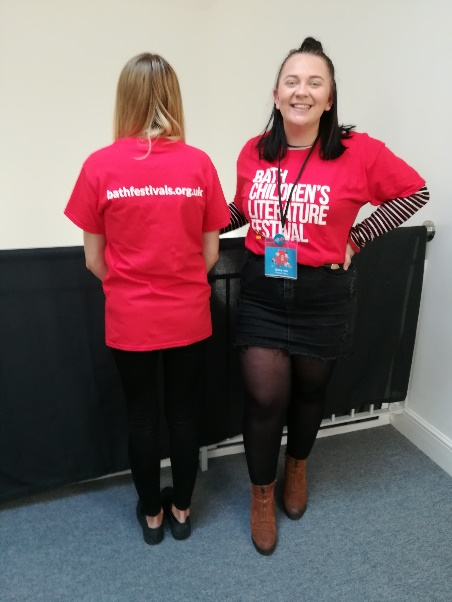 bathfestivals.org.uk
BATH
CHILDREN'S
LITERATURE
FESTIVAL